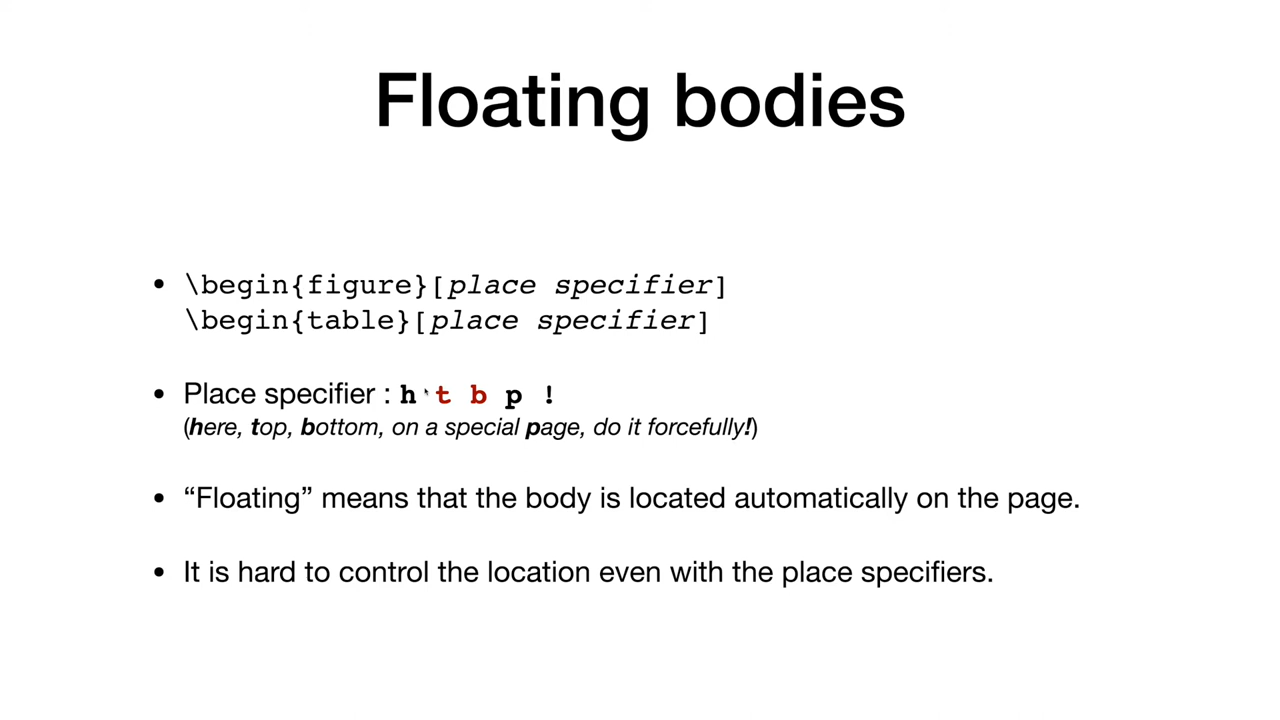 Floating bodies
• \begin{figure}[place specifier]
\begin{table}[place specifier]
• Place specifier : h t b p !
(here, top, bottom, on a special page, do it forcefully!)
• “Floating” means that the body is located automatically on the page.
• It is hard to control the location even with the place specifiers.